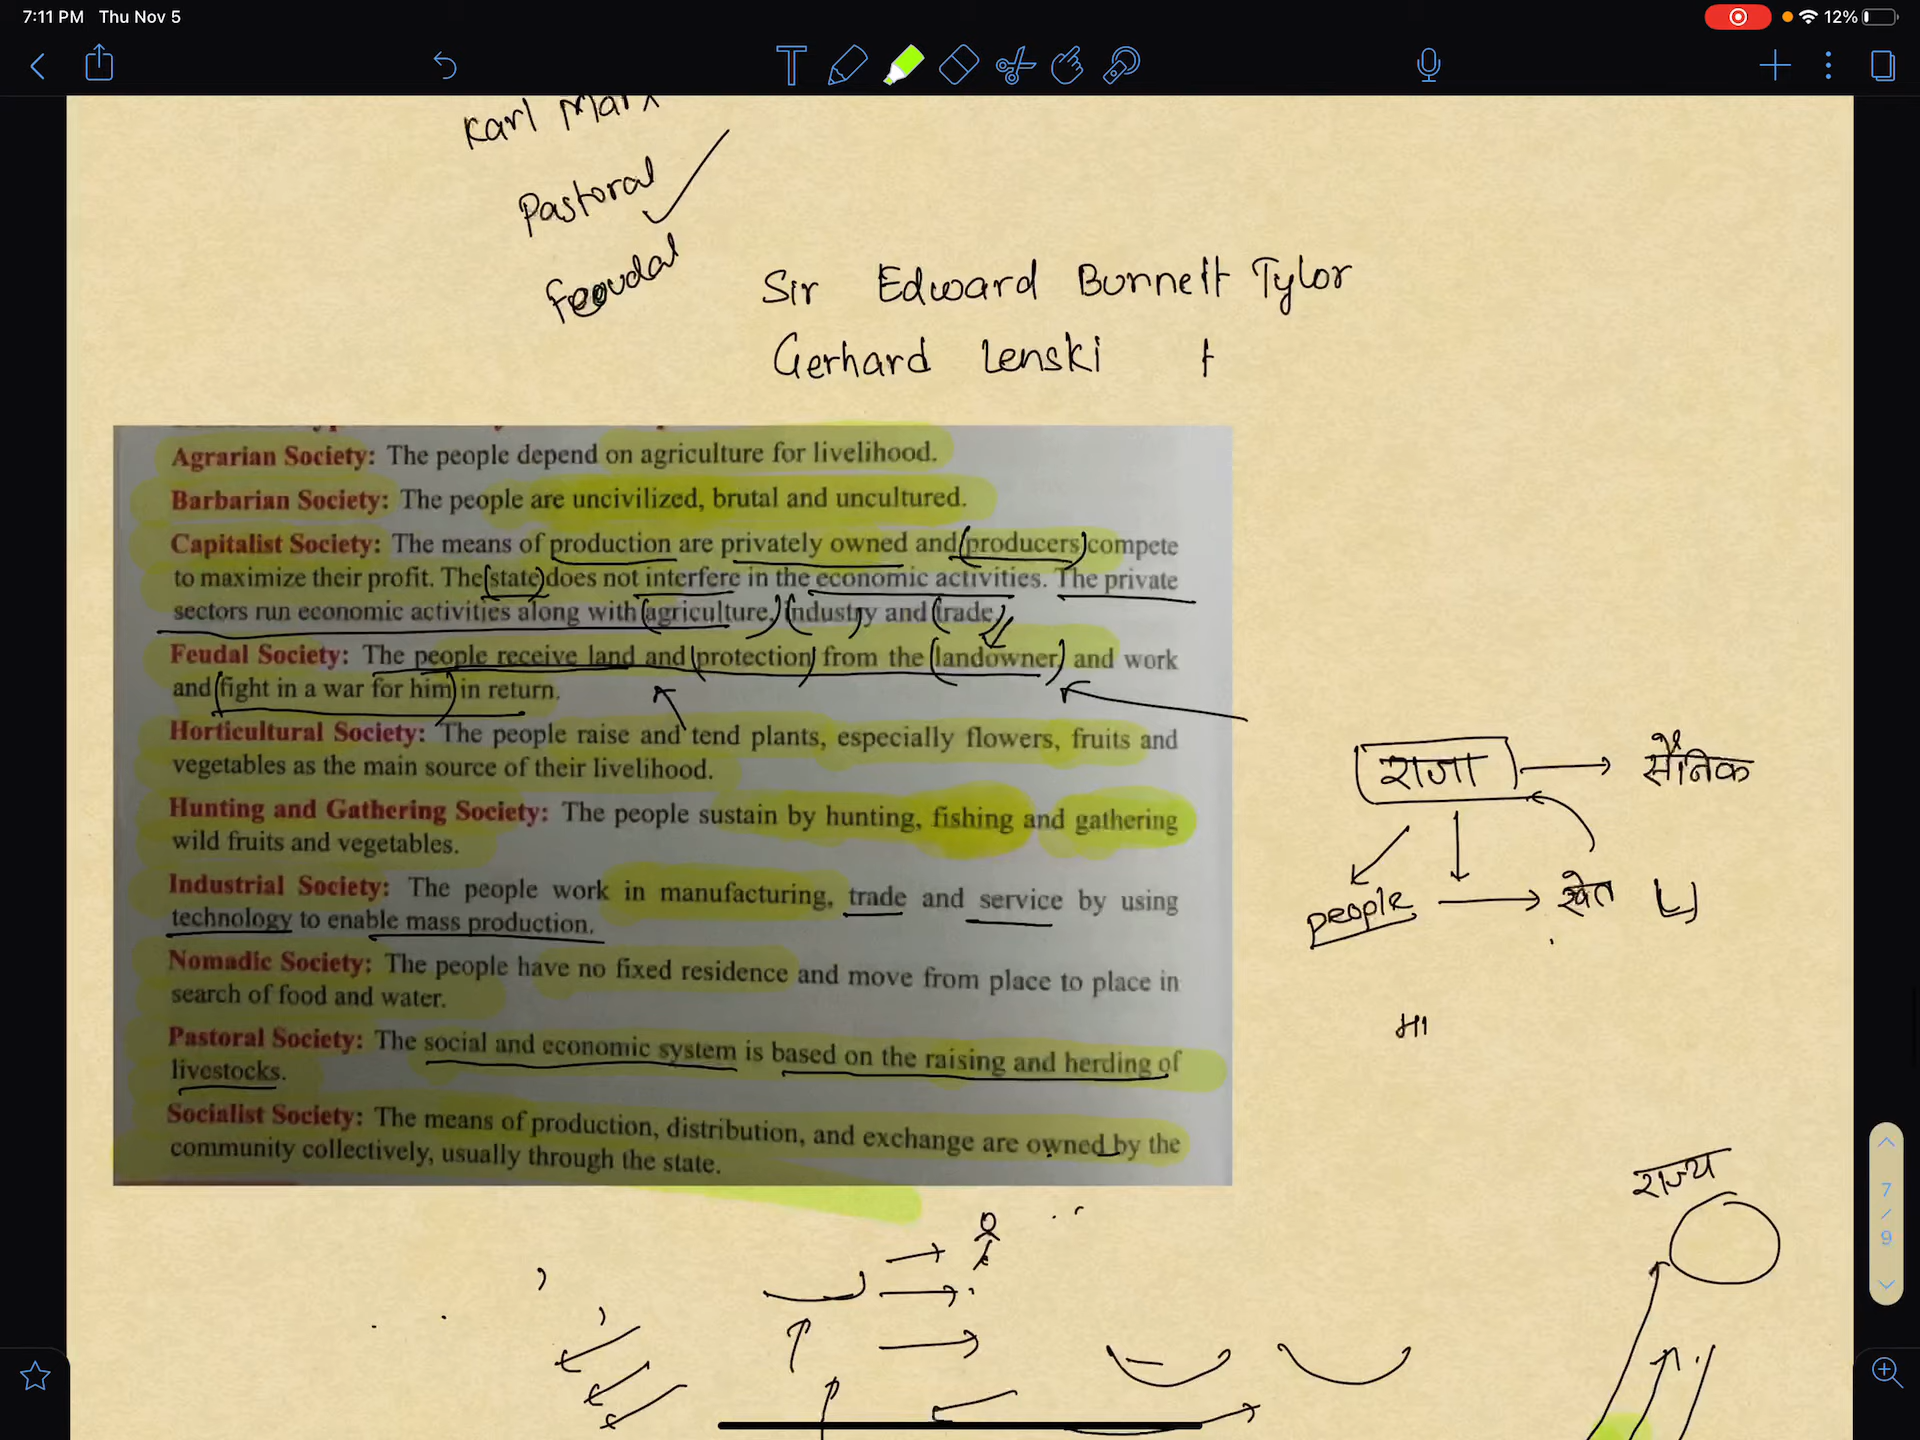 7:11 PM Thu Nov 5
12%
Karl Marx
Pastoral
Feoudal
Sir Edward Burnett Tylor
Gerhard Lenski
Agrarian Society: The people depend on agriculture for livelihood.
Barbarian Society: The people are uncivilized, brutal and uncultured.
Capitalist Society: The means of production are privately owned and producers compete
to maximize their profit. The state does not interfere in the economic activities. The private
sectors run economic activities along with agriculture, industry and trade.
Feudal Society: The people receive land and protection from the landowner, and work
and fight in a war for him in return.
Horticultural Society: The people raise and tend plants, especially flowers, fruits and
vegetables as the main source of their livelihood.
Hunting and Gathering Society: The people sustain by hunting, fishing and gathering
wild fruits and vegetables.
Industrial Society: The people work in manufacturing, trade and service by using
technology to enable mass production.
Nomadic Society: The people have no fixed residence and move from place to place in
search of food and water.
Pastoral Society: The social and economic system is based on the raising and herding of
livestocks.
Socialist Society: The means of production, distribution, and exchange are owned by the
community collectively, usually through the state.
राजा
सैनिक
people
खेत
राज्य
7
/
9